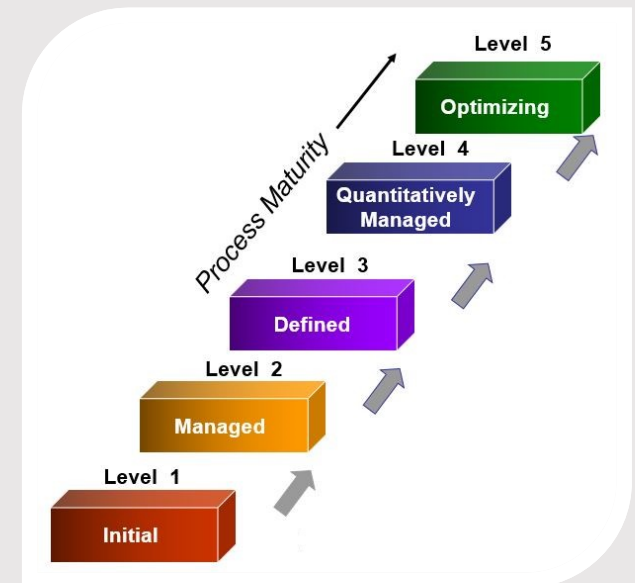 Level 5
Optimizing
Process Maturity
Level 4
Quantitatively
Managed
Level 3
Defined
Level 2
Managed
Level 1
Initial